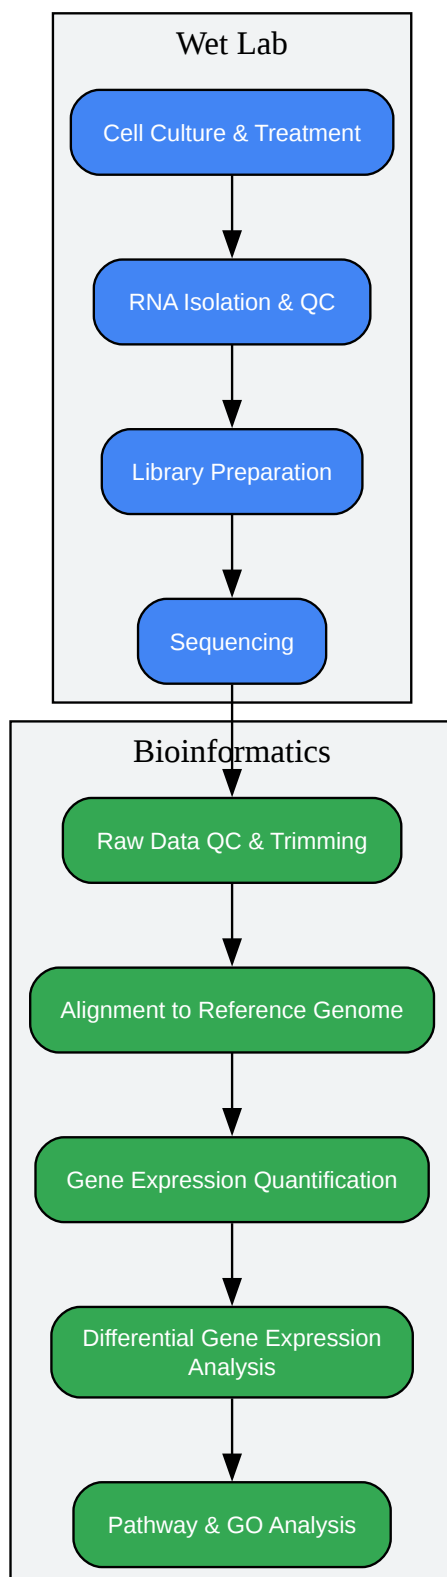 Wet Lab
Cell Culture & Treatment
RNA Isolation & QC
Library Preparation
Sequencing
Bioinformatics
Raw Data QC & Trimming
Alignment to Reference Genome
Gene Expression Quantification
Differential Gene Expression
Analysis
Pathway & GO Analysis